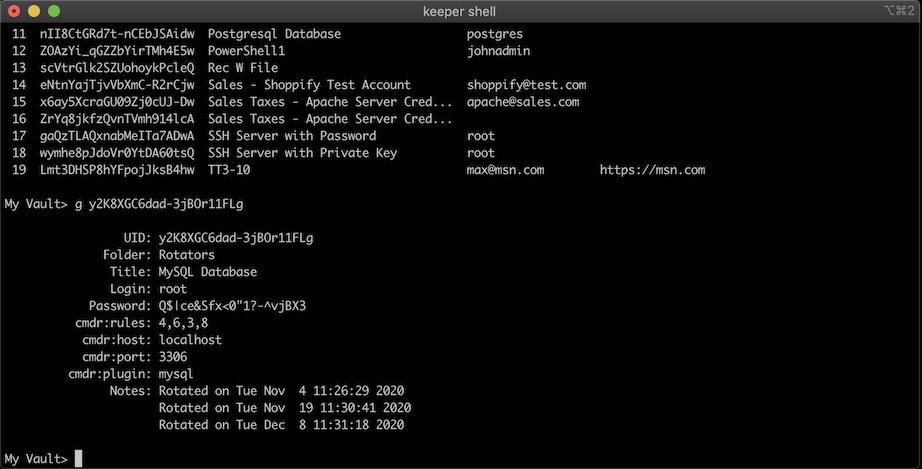 keeper shell
⌥⌘2
11 nII8CtGRd7t-nCEbJSAidw Postgresql Database postgres
12 ZOAzYi_qGZZbYirTMh4E5w PowerShell1 johnadmin
13 scVtrGlk2SZUohoykPcleQ Rec W File
14 eNtnYajTjvVbXmC-R2rCjw Sales - Shoppify Test Account shoppify@test.com
15 x6ay5XcraGU09Zj0cUJ-Dw Sales Taxes - Apache Server Cred... apache@sales.com
16 ZrYq8jkfzQvnTVmh914lcA Sales Taxes - Apache Server Cred...
17 gaQzTLAQxnabMeITa7ADwA SSH Server with Password root
18 wymhe8pJdoVr0YtDA60tsQ SSH Server with Private Key root
19 Lmt3DHSP8hYFpojJksB4hw TT3-10 max@msn.com https://msn.com
My Vault> g y2K8XGC6dad-3jBOr11FLg
UID: y2K8XGC6dad-3jBOr11FLg
Folder: Rotators
Title: MySQL Database
Login: root
Password: Q$|ce&Sfx<0"1?-^vjBX3
cmdr:rules: 4,6,3,8
cmdr:host: localhost
cmdr:port: 3306
cmdr:plugin: mysql
Notes: Rotated on Tue Nov  4 11:26:29 2020
Rotated on Tue Nov  19 11:30:41 2020
Rotated on Tue Dec  8 11:31:18 2020
My Vault>